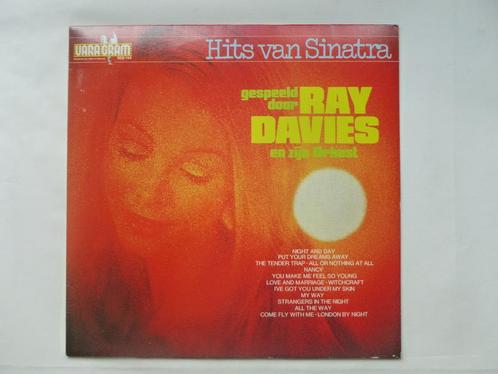 VARAGRAM
Hits van Sinatra
gespeeld
door RAY
DAVIES
en zijn Orkest
NIGHT AND DAY
PUT YOUR DREAMS AWAY
THE TENDER TRAP - ALL OR NOTHING AT ALL
NANCY
YOU MAKE ME FEEL SO YOUNG
LOVE AND MARRIAGE - WITCHCRAFT
I'VE GOT YOU UNDER MY SKIN
MY WAY
STRANGERS IN THE NIGHT
ALL THE WAY
COME FLY WITH ME - LONDON BY NIGHT